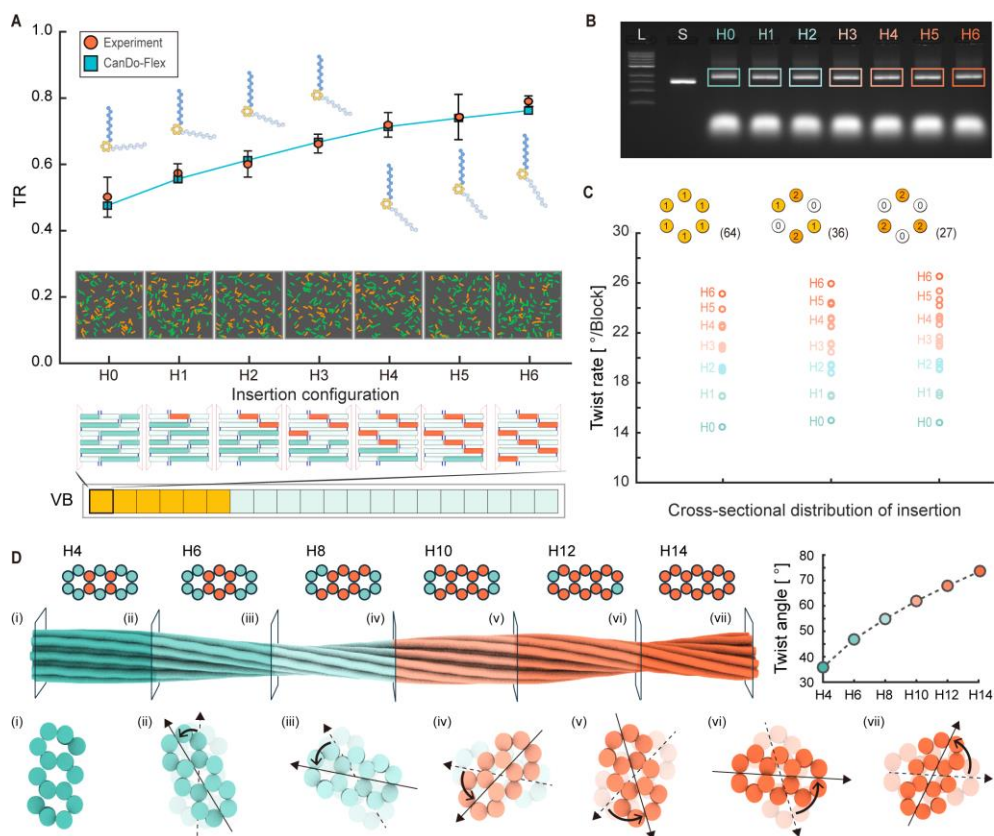 A
TR
1.0
0.8
0.6
0.4
0.2
0.0
Experiment
CanDo-Flex
H0 H1 H2 H3 H4 H5 H6
Insertion configuration
VB
B
L S H0 H1 H2 H3 H4 H5 H6
C
1 1 1 1 1 1 (64)
2 1 0 0 1 2 (36)
2 0 0 2 2 0 (27)
Twist rate [ °/Block]
30
26
22
18
14
10
H6 H6 H6
H5 H5 H5
H4 H4 H4
H3 H3 H3
H2 H2 H2
H1 H1 H1
H0 H0 H0
Cross-sectional distribution of insertion
D
H4 H6 H8 H10 H12 H14
(i) (ii) (iii) (iv) (v) (vi) (vii)
Twist angle [ °]
80
70
60
50
40
30
H4 H6 H8 H10 H12 H14
(i) (ii) (iii) (iv) (v) (vi) (vii)